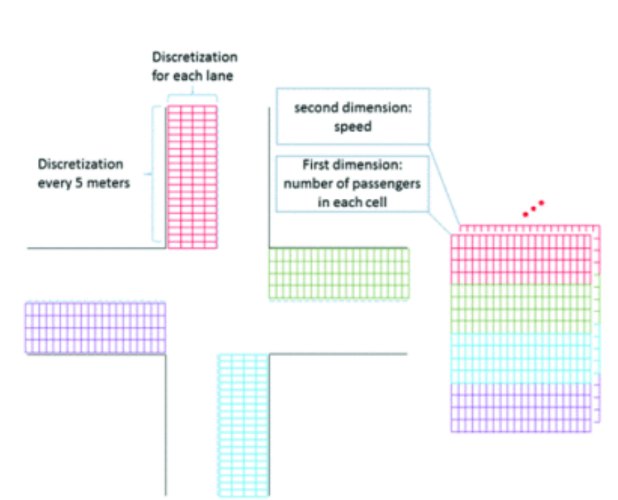 Discretization
for each lane
second dimension:
speed
Discretization
every 5 meters
First dimension:
number of passengers
in each cell